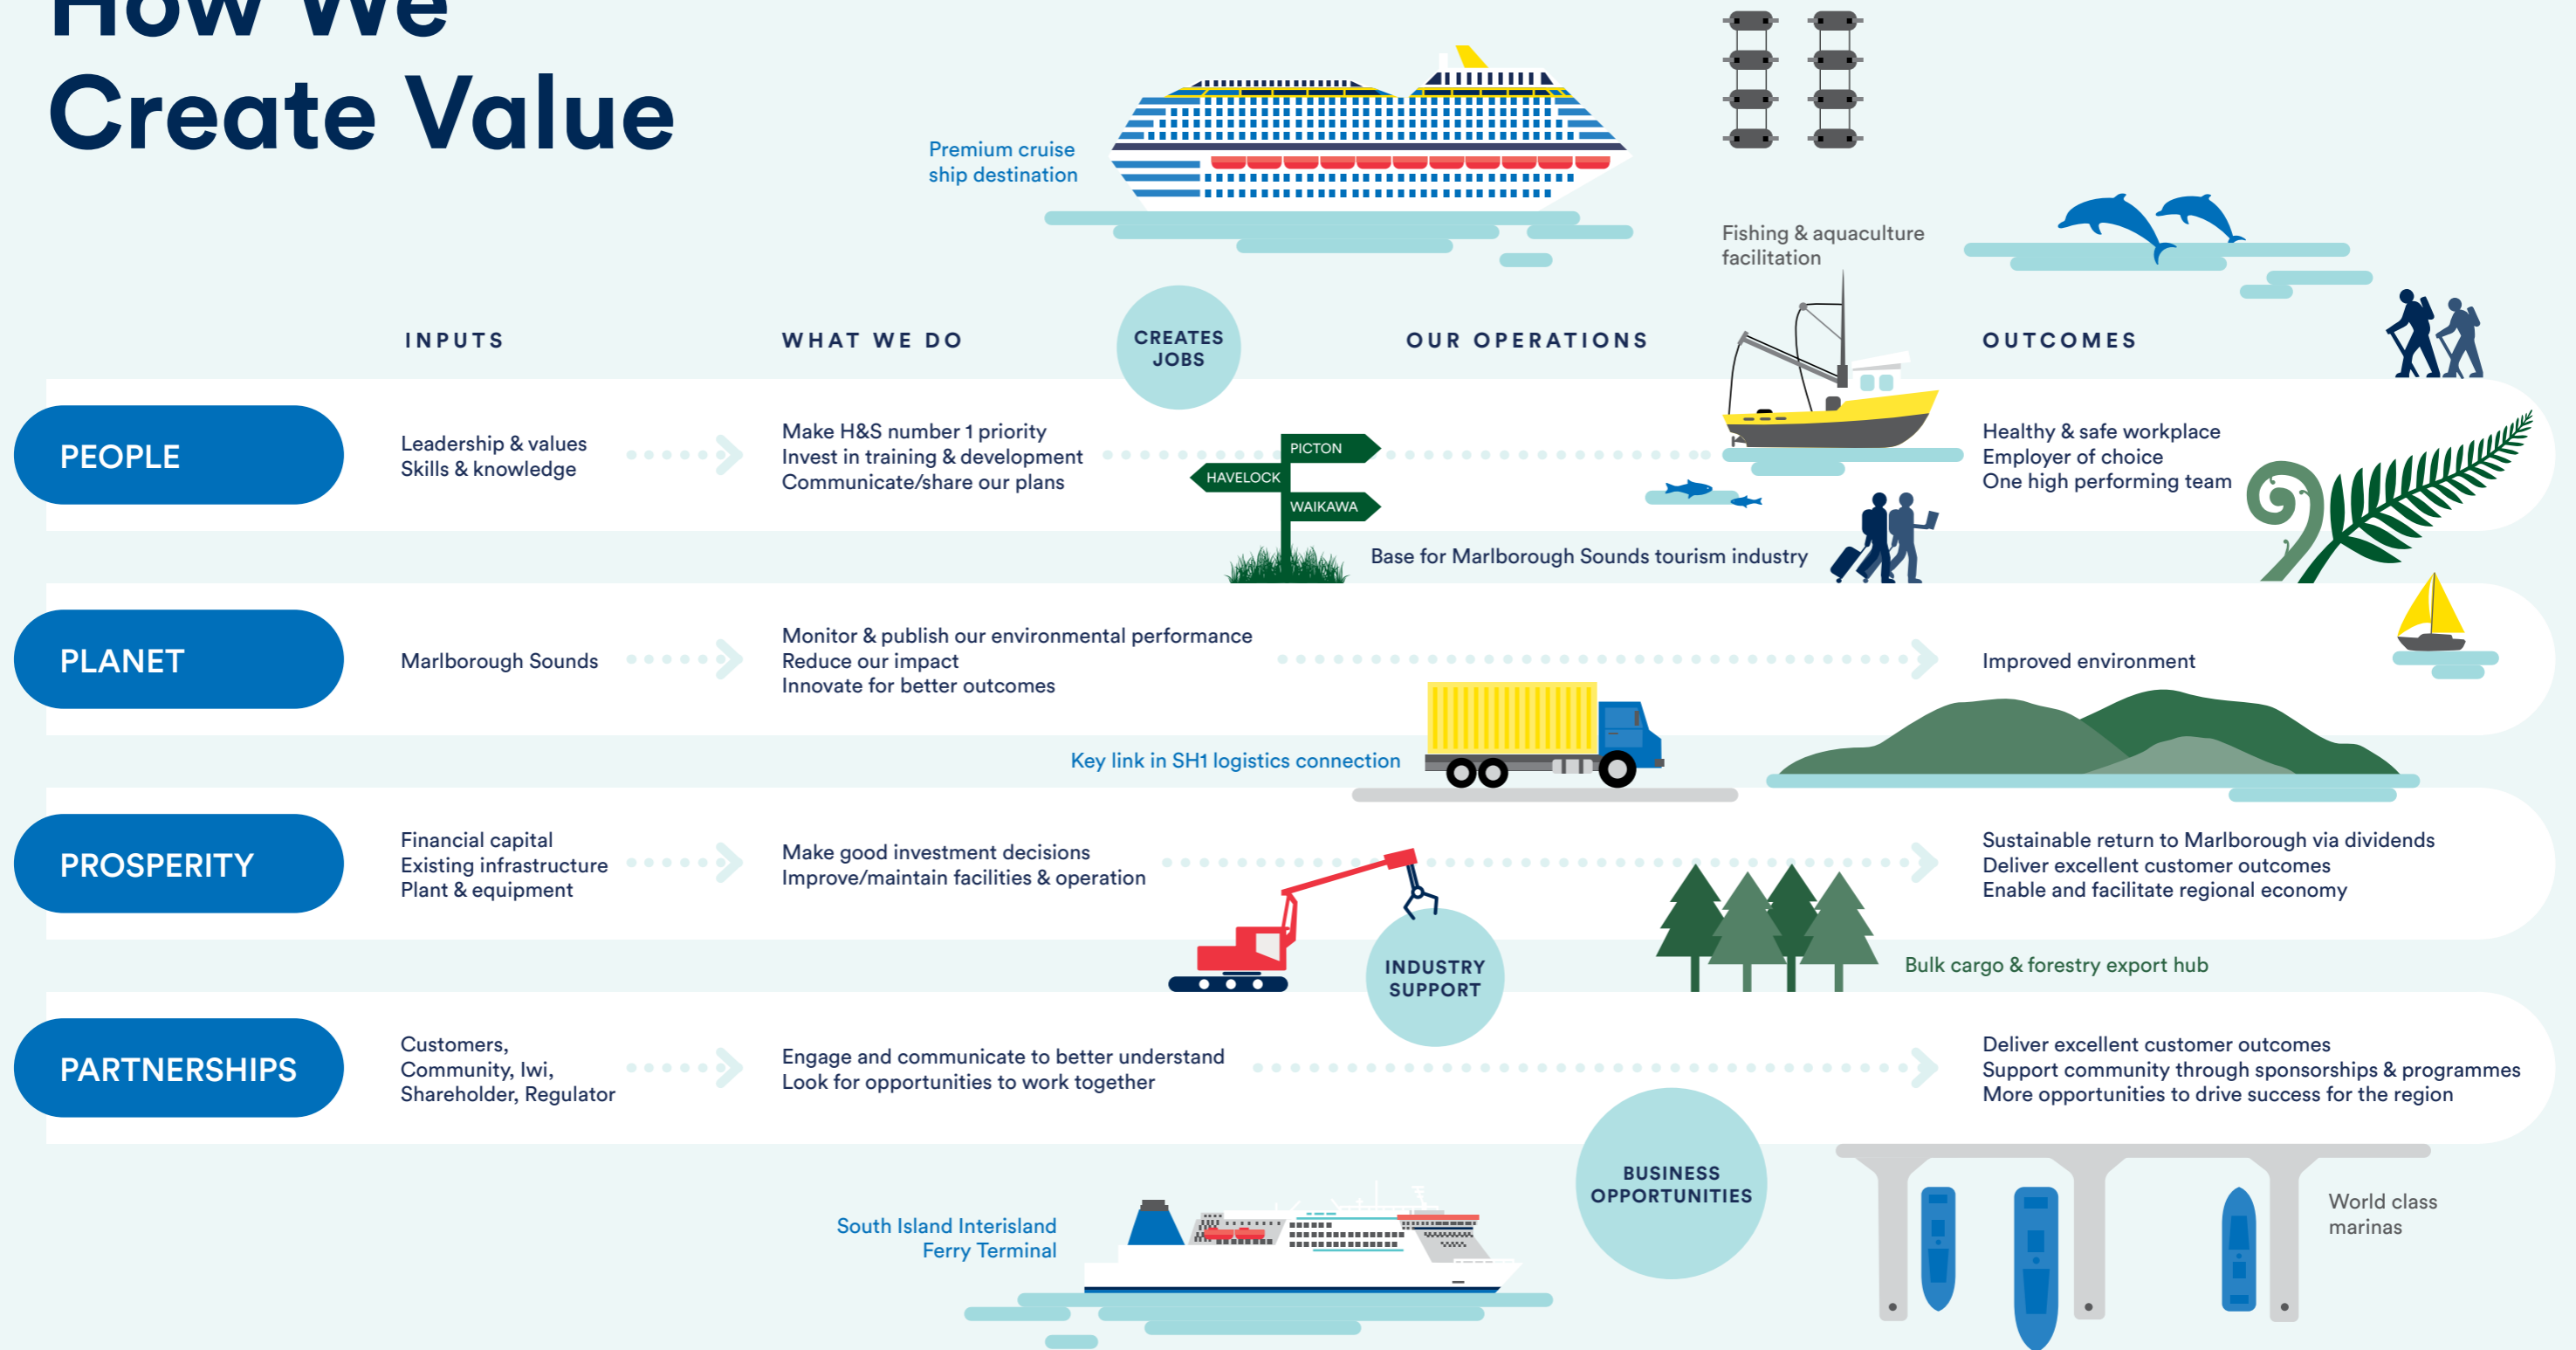 How We
Create Value
Premium cruise
ship destination
Fishing & aquaculture
facilitation
INPUTS
WHAT WE DO
CREATES
JOBS
OUR OPERATIONS
OUTCOMES
PEOPLE
Leadership & values
Skills & knowledge
Make H&S number 1 priority
Invest in training & development
Communicate/share our plans
PICTON
HAVELOCK
WAIKAWA
Healthy & safe workplace
Employer of choice
One high performing team
Base for Marlborough Sounds tourism industry
PLANET
Marlborough Sounds
Monitor & publish our environmental performance
Reduce our impact
Innovate for better outcomes
Improved environment
Key link in SH1 logistics connection
PROSPERITY
Financial capital
Existing infrastructure
Plant & equipment
Make good investment decisions
Improve/maintain facilities & operation
Sustainable return to Marlborough via dividends
Deliver excellent customer outcomes
Enable and facilitate regional economy
INDUSTRY
SUPPORT
Bulk cargo & forestry export hub
PARTNERSHIPS
Customers,
Community, Iwi,
Shareholder, Regulator
Engage and communicate to better understand
Look for opportunities to work together
Deliver excellent customer outcomes
Support community through sponsorships & programmes
More opportunities to drive success for the region
BUSINESS
OPPORTUNITIES
South Island Interisland
Ferry Terminal
World class
marinas